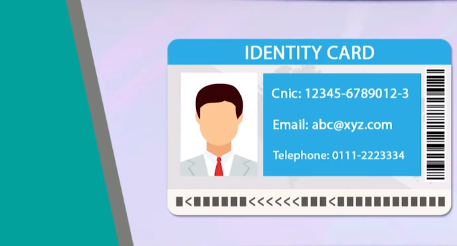 IDENTITY CARD
Cnic: 12345-6789012-3
Email: abc@xyz.com
Telephone: 0111-2223334